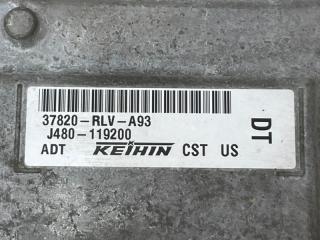 37820-RLV-A93
J480-119200
ADT KEIHIN CST US
DT